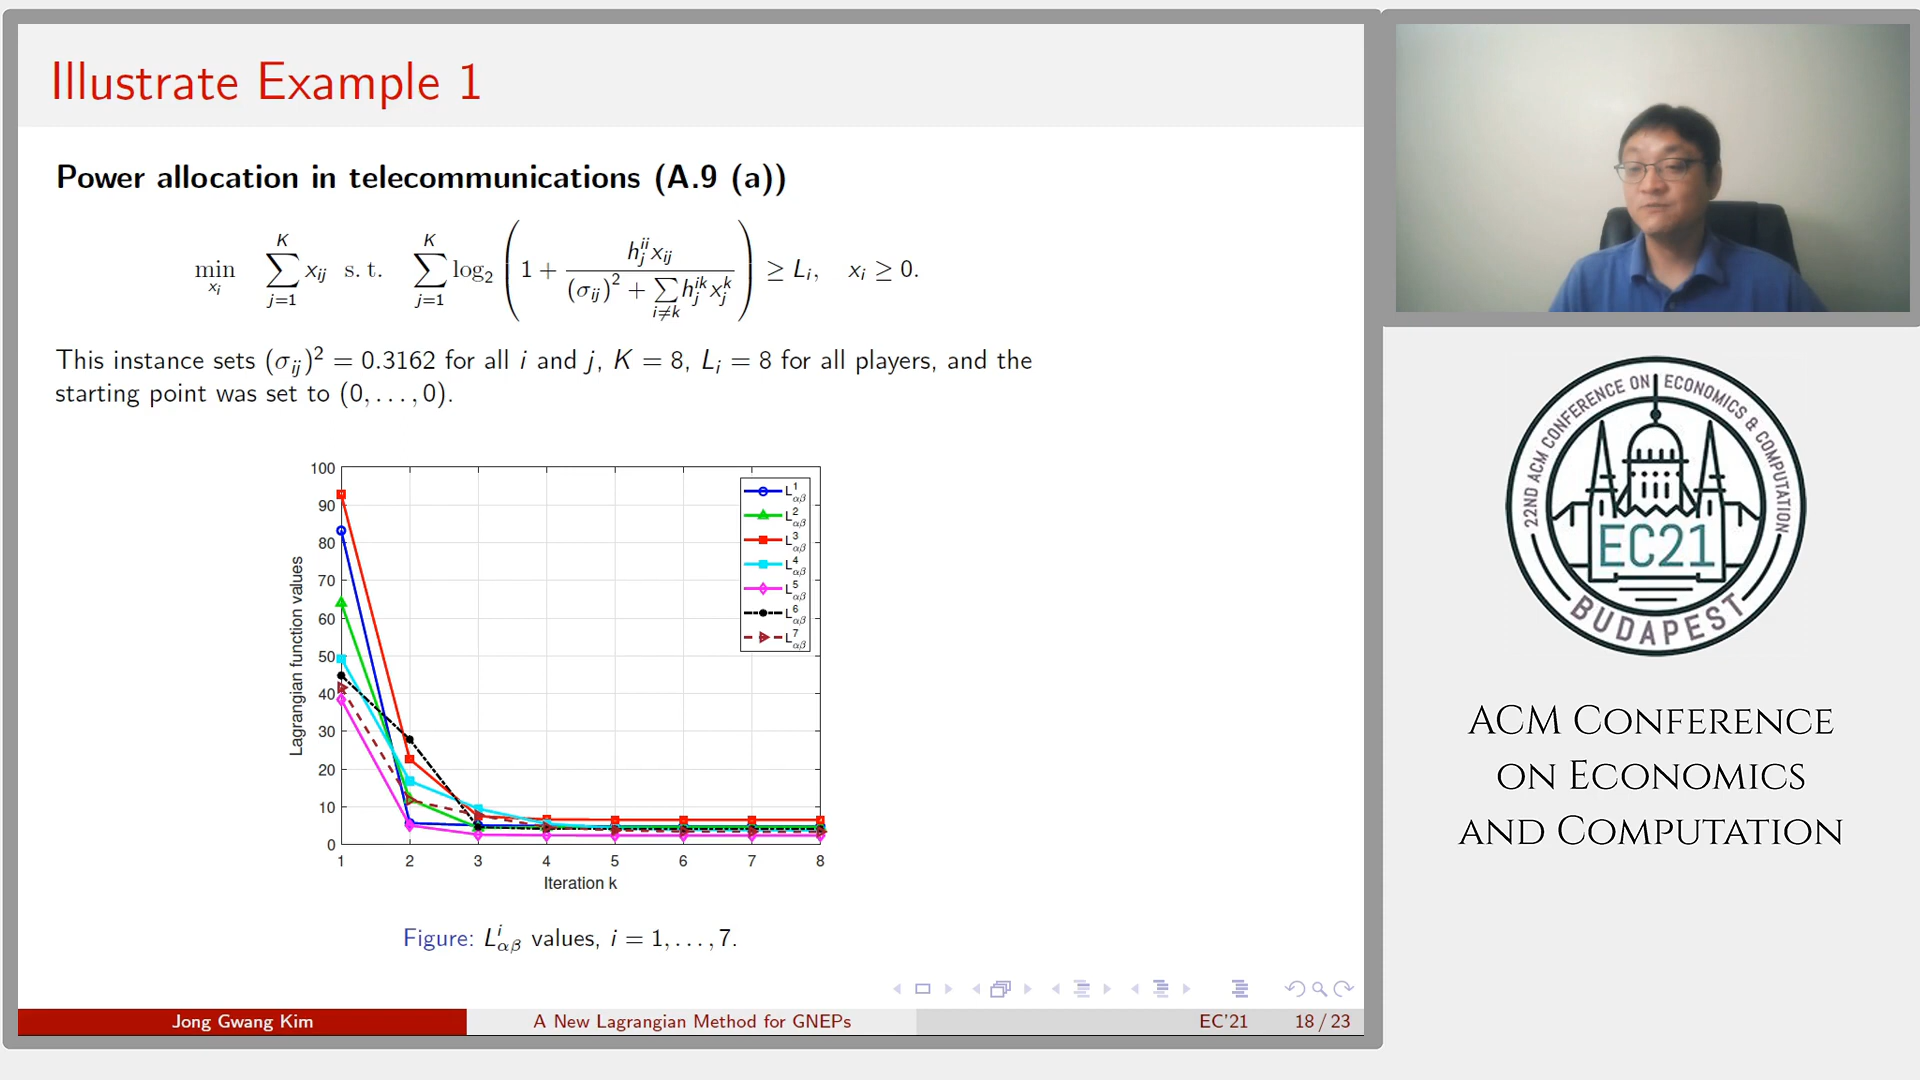 Illustrate Example 1
Power allocation in telecommunications (A.9 (a))
min_{x_i} \sum_{j=1}^{K} x_{ij} s.t. \sum_{j=1}^{K} log_2 ( 1 + \frac{h_j^{ii} x_{ij}}{(σ_{ij})^2 + \sum_{i≠k} h_j^{ik} x_j^k} ) ≥ L_i, x_i ≥ 0.
This instance sets (σ_{ij})^2 = 0.3162 for all i and j, K = 8, L_i = 8 for all players, and the
starting point was set to (0, . . . , 0).
100
90
80
70
60
50
40
30
20
10
0
Lagrangian function values
1 2 3 4 5 6 7 8
Iteration k
L^1_{αβ}
L^2_{αβ}
L^3_{αβ}
L^4_{αβ}
L^5_{αβ}
L^6_{αβ}
L^7_{αβ}
Figure: L^i_{αβ} values, i = 1, . . . , 7.
Jong Gwang Kim
A New Lagrangian Method for GNEPs
EC'21
18 / 23
22ND ACM CONFERENCE ON ECONOMICS & COMPUTATION
EC21
BUDAPEST
ACM Conference
on Economics
and Computation